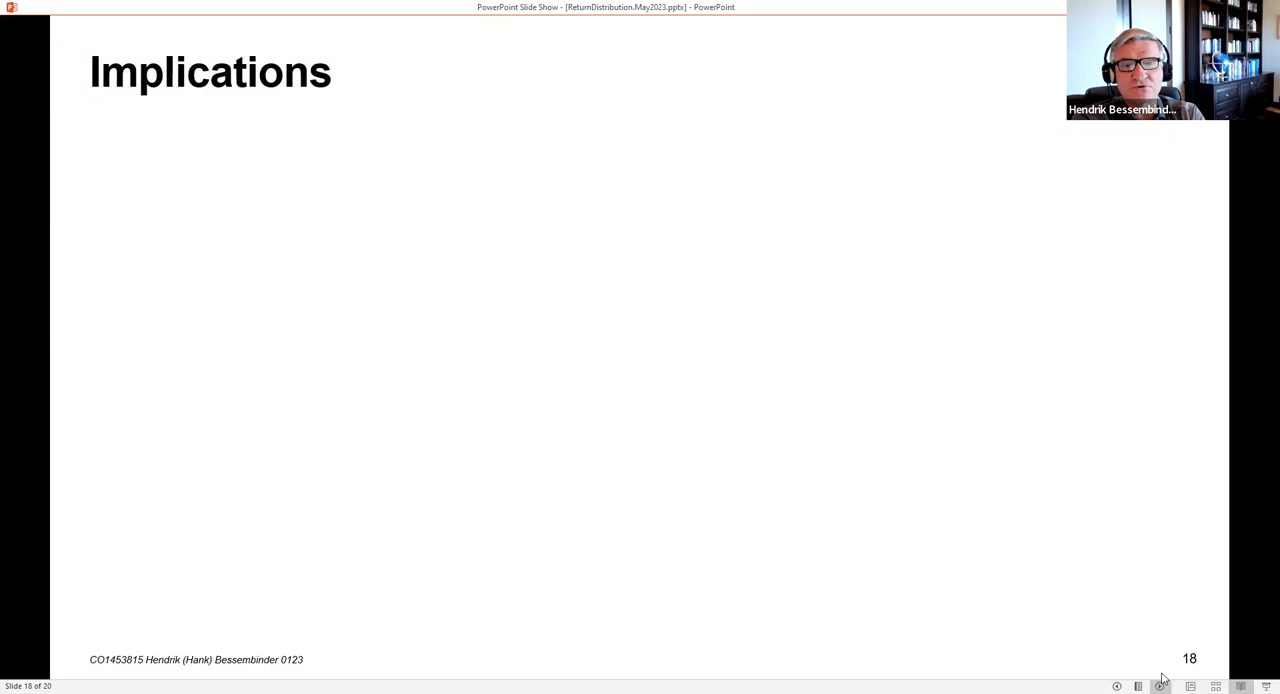 PowerPoint Slide Show - [ReturnDistribution.May2023.pptx] - PowerPoint
Implications
Hendrik Bessembind...
CO1453815 Hendrik (Hank) Bessembinder 0123
18
Slide 18 of 20